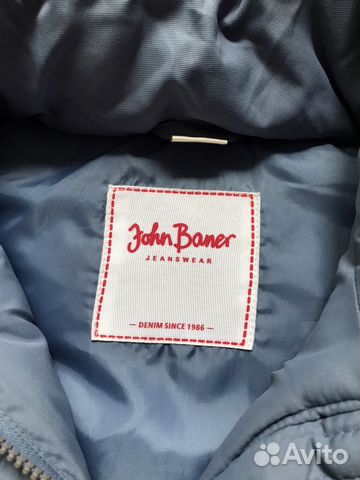 John Baner
JEANSWEAR
— DENIM SINCE 1986 —
Avito